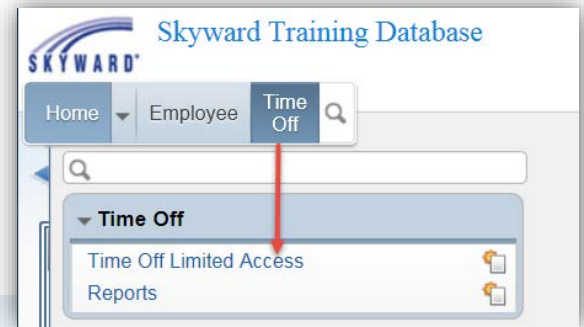 Skyward Training Database
SKYWARD
Home Employee Time Off
Time Off
Time Off Limited Access
Reports